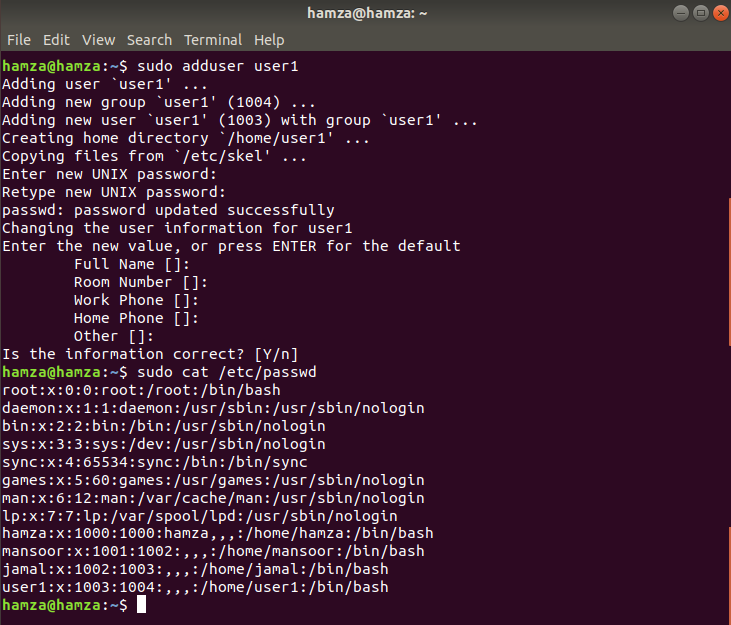 hamza@hamza: ~
File Edit View Search Terminal Help
hamza@hamza:~$ sudo adduser user1
Adding user `user1' ...
Adding new group `user1' (1004) ...
Adding new user `user1' (1003) with group `user1' ...
Creating home directory `/home/user1' ...
Copying files from `/etc/skel' ...
Enter new UNIX password:
Retype new UNIX password:
passwd: password updated successfully
Changing the user information for user1
Enter the new value, or press ENTER for the default
        Full Name []:
        Room Number []:
        Work Phone []:
        Home Phone []:
        Other []:
Is the information correct? [Y/n]
hamza@hamza:~$ sudo cat /etc/passwd
root:x:0:0:root:/root:/bin/bash
daemon:x:1:1:daemon:/usr/sbin:/usr/sbin/nologin
bin:x:2:2:bin:/bin:/usr/sbin/nologin
sys:x:3:3:sys:/dev:/usr/sbin/nologin
sync:x:4:65534:sync:/bin:/bin/sync
games:x:5:60:games:/usr/games:/usr/sbin/nologin
man:x:6:12:man:/var/cache/man:/usr/sbin/nologin
lp:x:7:7:lp:/var/spool/lpd:/usr/sbin/nologin
hamza:x:1000:1000:hamza,,,:/home/hamza:/bin/bash
mansoor:x:1001:1002:,,,:/home/mansoor:/bin/bash
jamal:x:1002:1003:,,,:/home/jamal:/bin/bash
user1:x:1003:1004:,,,:/home/user1:/bin/bash
hamza@hamza:~$